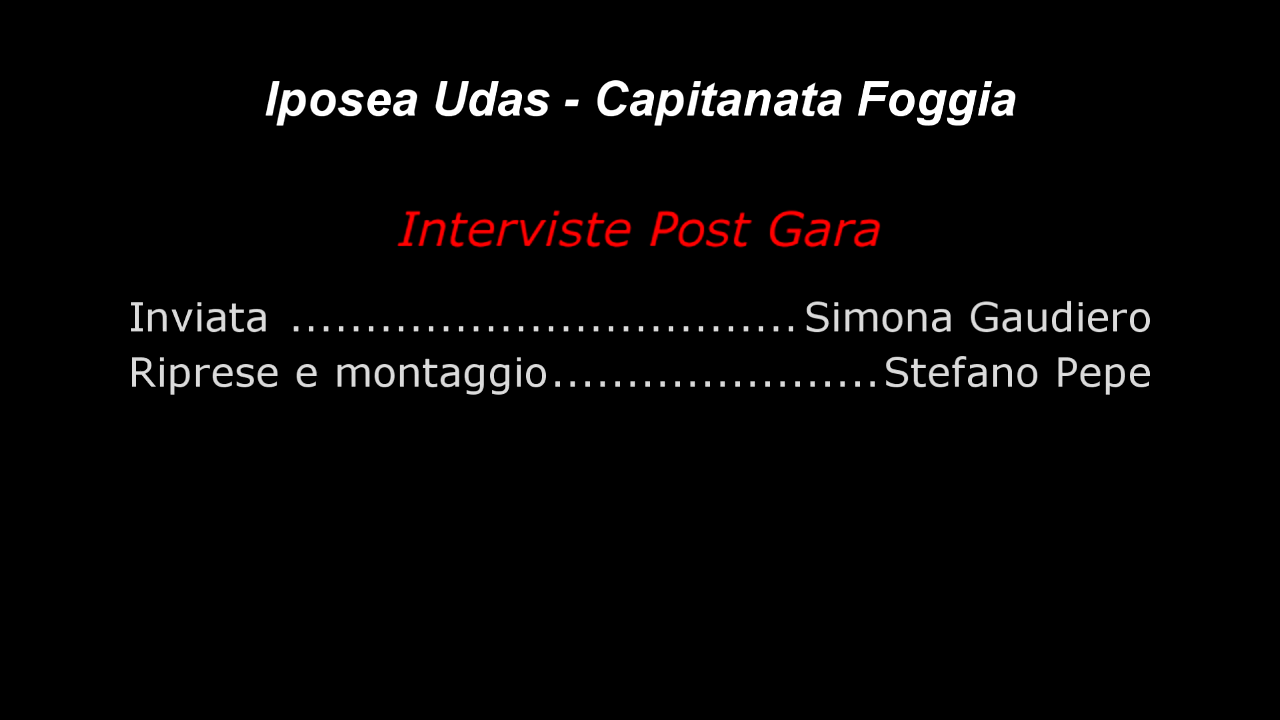 Iposea Udas - Capitanata Foggia
Interviste Post Gara
Inviata .................................. Simona Gaudiero
Riprese e montaggio...................... Stefano Pepe